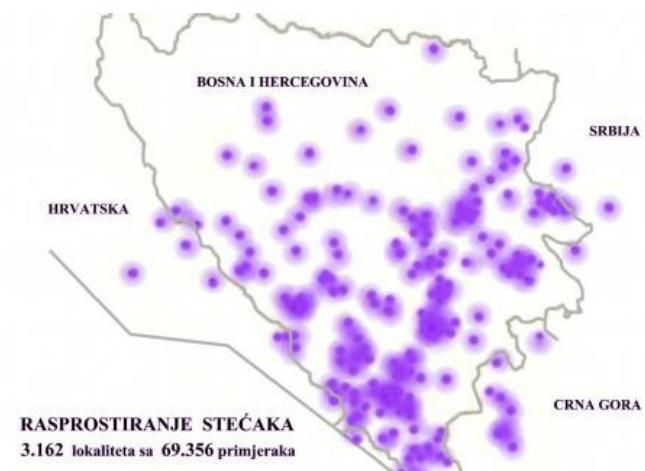 BOSNA I HERCEGOVINA
SRBIJA
HRVATSKA
CRNA GORA
RASPROSTIRANJE STEĆAKA
3.162 lokaliteta sa 69.356 primjeraka